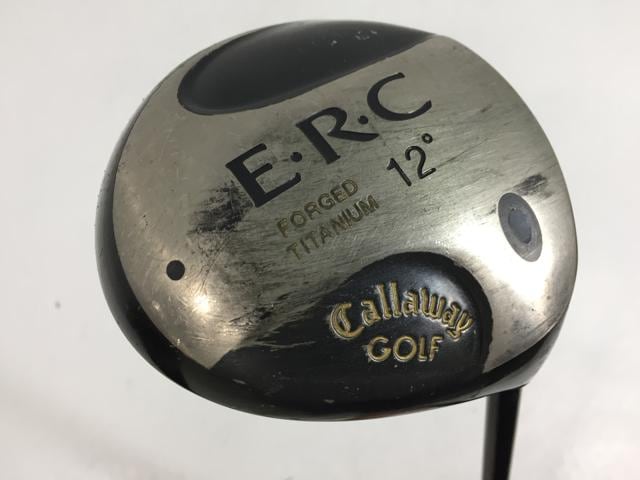 E·R·C
12°
FORGED
TITANIUM
Callaway
GOLF